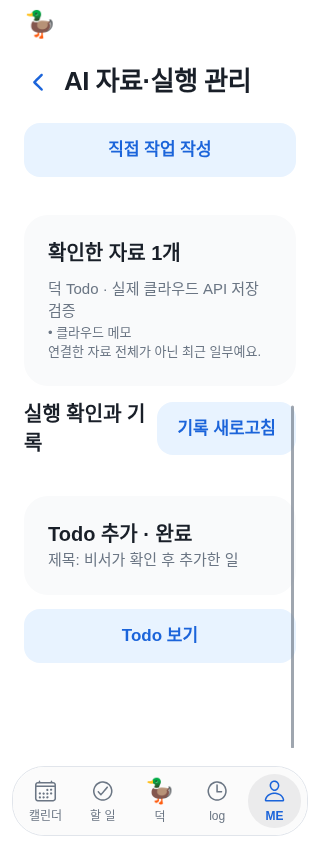 AI 자료·실행 관리
직접 작업 작성
확인한 자료 1개
덕 Todo · 실제 클라우드 API 저장
검증
• 클라우드 메모
연결한 자료 전체가 아닌 최근 일부예요.
실행 확인과 기
록
기록 새로고침
Todo 추가 · 완료
제목: 비서가 확인 후 추가한 일
Todo 보기
캘린더
할 일
덕
log
ME